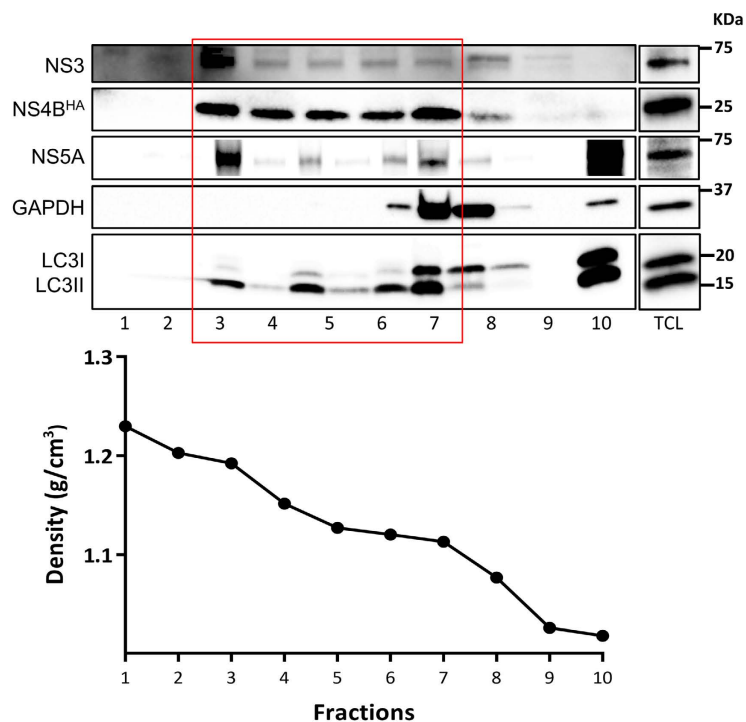 KDa
NS3
75
NS4BHA
25
NS5A
75
GAPDH
37
LC3I
20
LC3II
15
1 2 3 4 5 6 7 8 9 10 TCL
1.3
1.2
1.1
Density (g/cm³)
1 2 3 4 5 6 7 8 9 10
Fractions